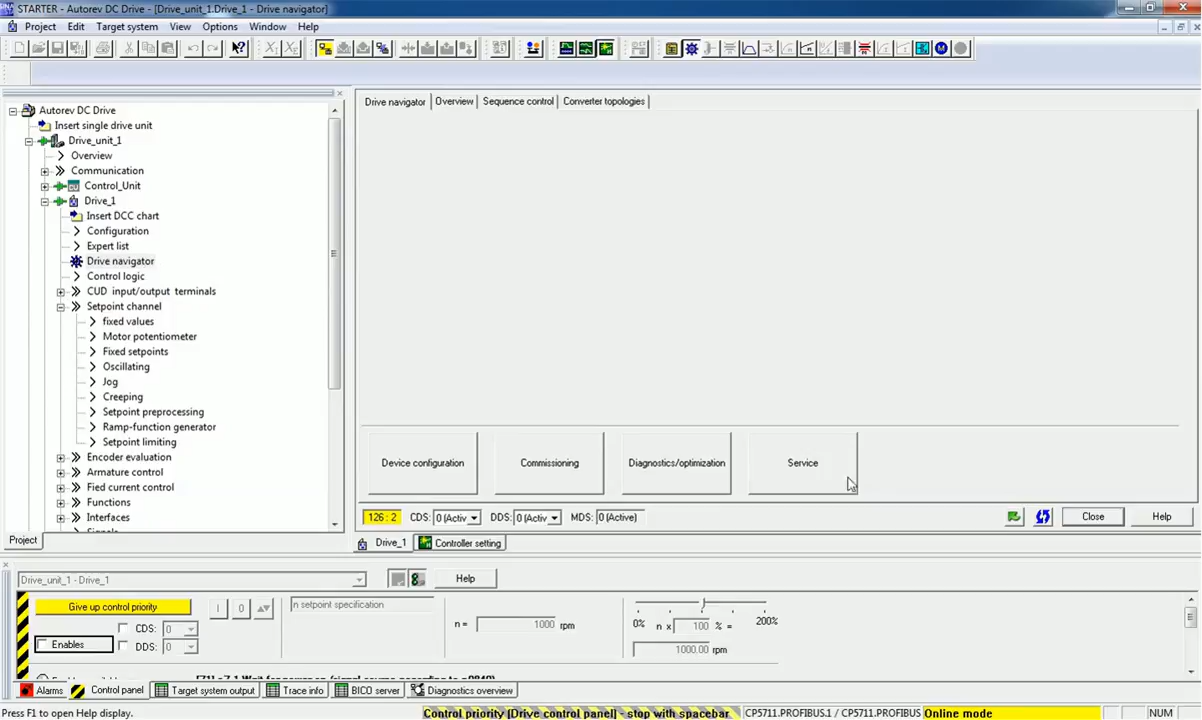 STARTER - Autorev DC Drive - [Drive_unit_1.Drive_1 - Drive navigator]
Project Edit Target system View Options Window Help
Autorev DC Drive
Insert single drive unit
Drive_unit_1
Overview
Communication
Control_Unit
Drive_1
Insert DCC chart
Configuration
Expert list
Drive navigator
Control logic
CUD input/output terminals
Setpoint channel
fixed values
Motor potentiometer
Fixed setpoints
Oscillating
Jog
Creeping
Setpoint preprocessing
Ramp-function generator
Setpoint limiting
Encoder evaluation
Armature control
Fied current control
Functions
Interfaces
Project
Drive navigator Overview Sequence control Converter topologies
Device configuration Commissioning Diagnostics/optimization Service
126 : 2 CDS: 0 (Activ DDS: 0 (Activ MDS: 0 (Active) Close Help
Drive_1 Controller setting
Drive_unit_1 - Drive_1 Help
Give up control priority I 0 n setpoint specification
CDS: 0
Enables DDS: 0
n = 1000 rpm
0% n x 100 % = 200%
1000.00 rpm
Alarms Control panel Target system output Trace info BICO server Diagnostics overview
Press F1 to open Help display. Control priority [Drive control panel] - stop with spacebar CP5711.PROFIBUS.1 / CP5711.PROFIBUS Online mode NUM